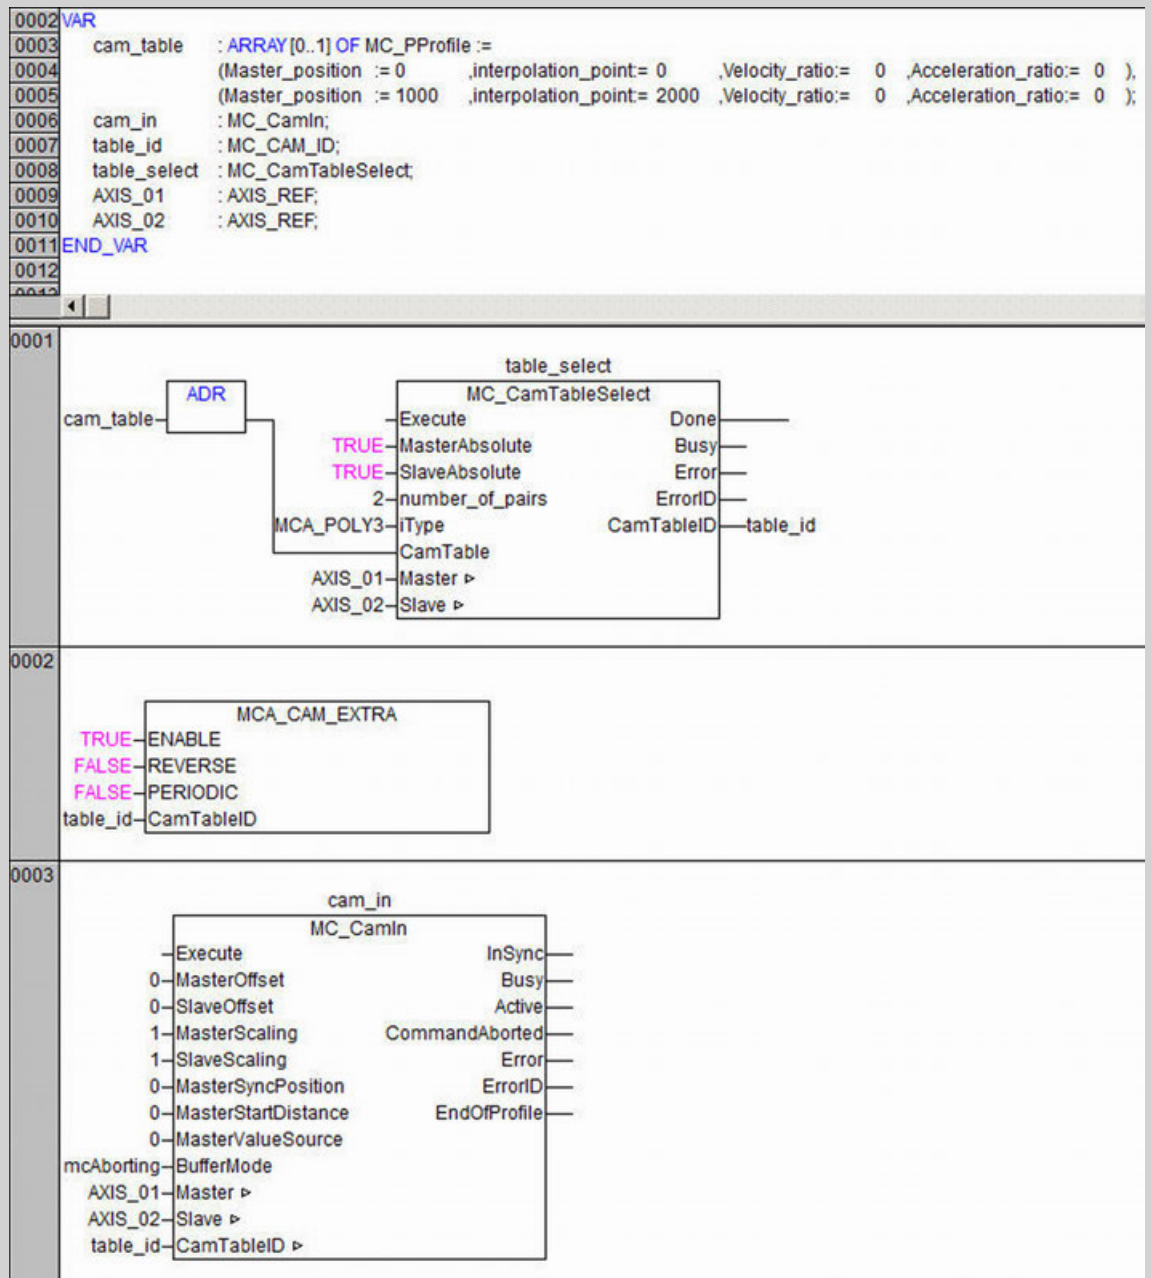 0002 VAR
0003 cam_table : ARRAY [0..1] OF MC_PProfile :=
0004 (Master_position := 0 ,interpolation_point:= 0 ,Velocity_ratio:= 0 ,Acceleration_ratio:= 0 ),
0005 (Master_position := 1000 ,interpolation_point:= 2000 ,Velocity_ratio:= 0 ,Acceleration_ratio:= 0 );
0006 cam_in : MC_CamIn;
0007 table_id : MC_CAM_ID;
0008 table_select : MC_CamTableSelect;
0009 AXIS_01 : AXIS_REF;
0010 AXIS_02 : AXIS_REF;
0011 END_VAR
0012
0013
0001
table_select
ADR MC_CamTableSelect
cam_table Execute Done
TRUE MasterAbsolute Busy
TRUE SlaveAbsolute Error
2 number_of_pairs ErrorID
MCA_POLY3 iType CamTableID table_id
CamTable
AXIS_01 Master
AXIS_02 Slave
0002
MCA_CAM_EXTRA
TRUE ENABLE
FALSE REVERSE
FALSE PERIODIC
table_id CamTableID
0003
cam_in
MC_CamIn
Execute InSync
0 MasterOffset Busy
0 SlaveOffset Active
1 MasterScaling CommandAborted
1 SlaveScaling Error
0 MasterSyncPosition ErrorID
0 MasterStartDistance EndOfProfile
0 MasterValueSource
mcAborting BufferMode
AXIS_01 Master
AXIS_02 Slave
table_id CamTableID